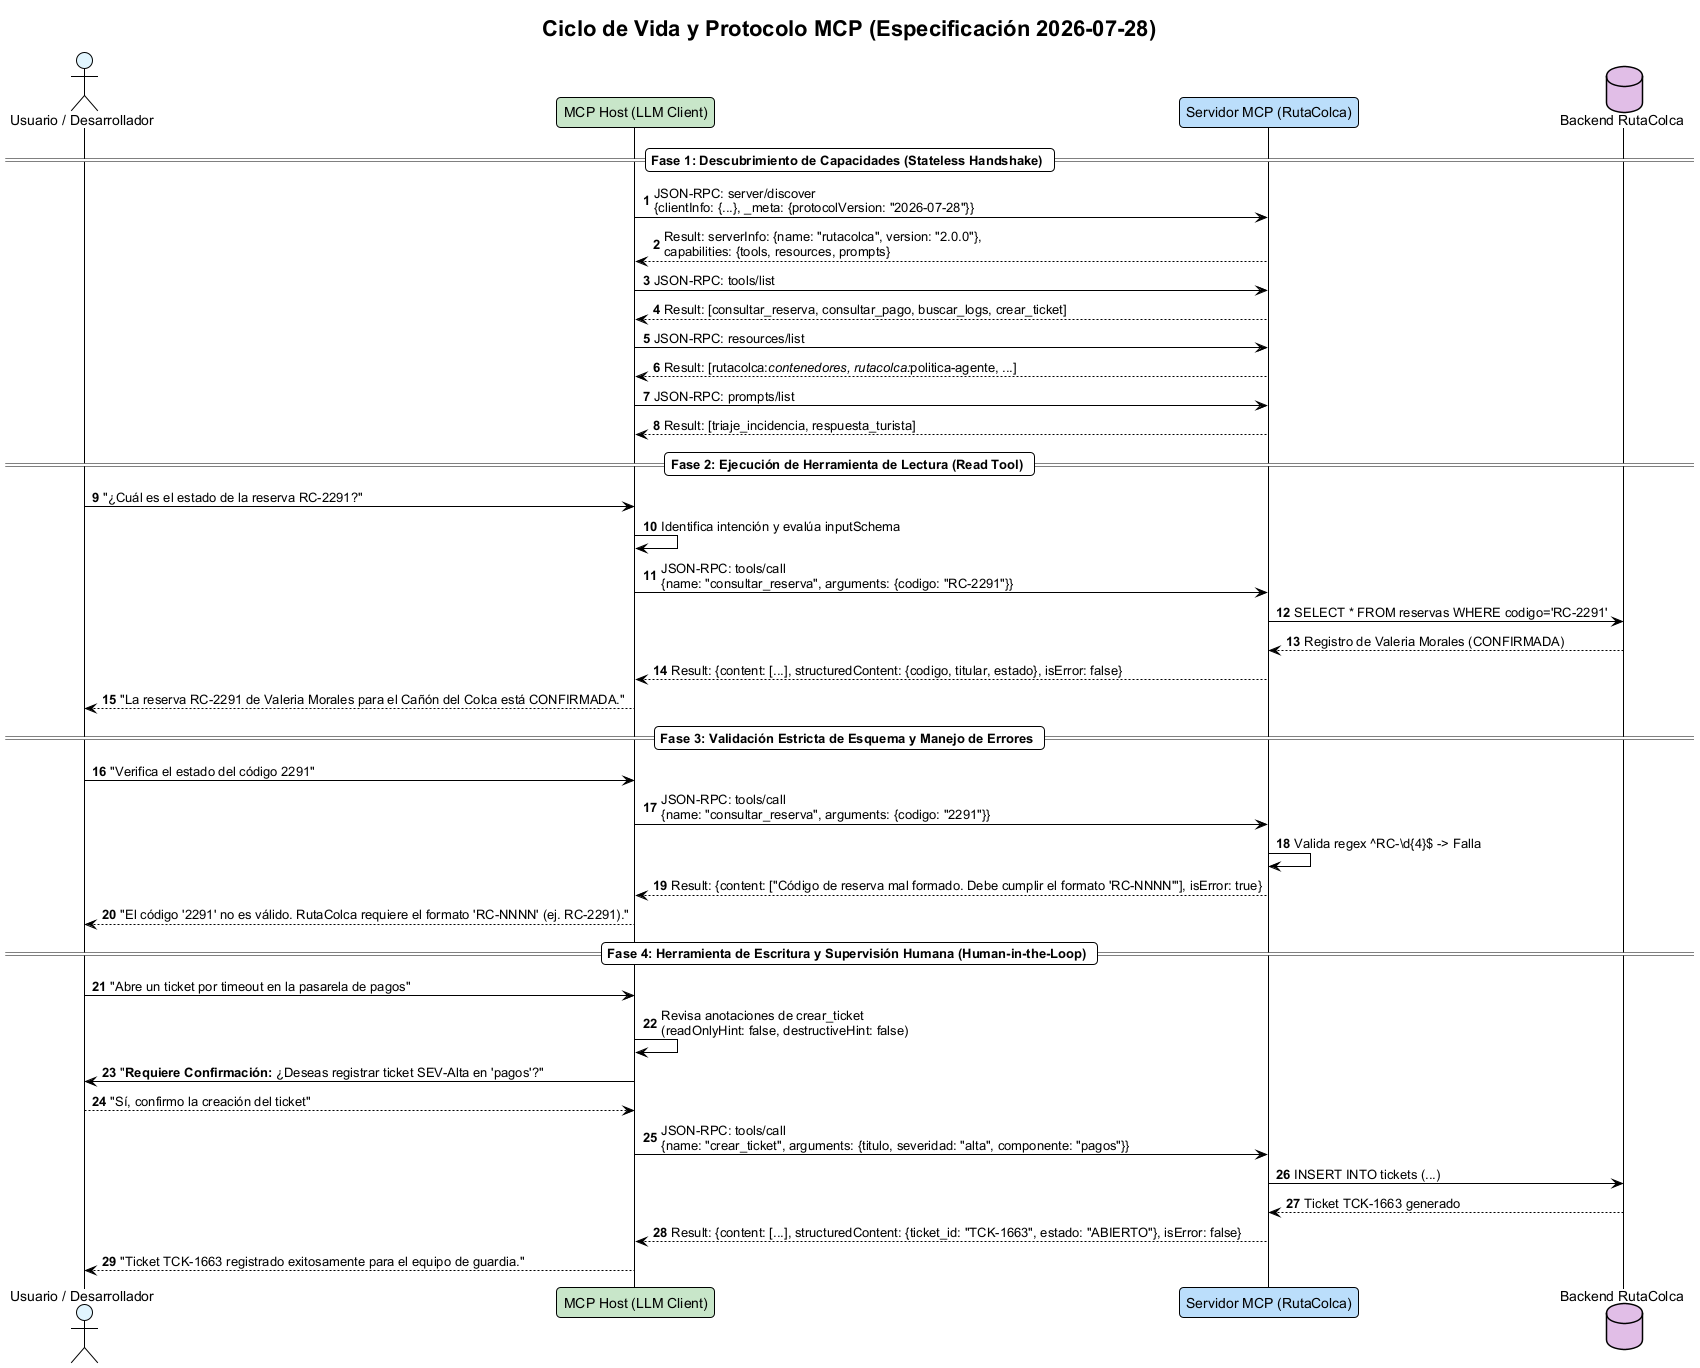 Ciclo de Vida y Protocolo MCP (Especificación 2026-07-28)
Usuario / Desarrollador
MCP Host (LLM Client)
Servidor MCP (RutaColca)
Backend RutaColca
Fase 1: Descubrimiento de Capacidades (Stateless Handshake)
1 JSON-RPC: server/discover
{clientInfo: {...}, _meta: {protocolVersion: "2026-07-28"}}
2 Result: serverInfo: {name: "rutacolca", version: "2.0.0"},
capabilities: {tools, resources, prompts}
3 JSON-RPC: tools/list
4 Result: [consultar_reserva, consultar_pago, buscar_logs, crear_ticket]
5 JSON-RPC: resources/list
6 Result: [rutacolca:contenedores, rutacolca:politica-agente, ...]
7 JSON-RPC: prompts/list
8 Result: [triaje_incidencia, respuesta_turista]
Fase 2: Ejecución de Herramienta de Lectura (Read Tool)
9 "¿Cuál es el estado de la reserva RC-2291?"
10 Identifica intención y evalúa inputSchema
11 JSON-RPC: tools/call
{name: "consultar_reserva", arguments: {codigo: "RC-2291"}}
12 SELECT * FROM reservas WHERE codigo='RC-2291'
13 Registro de Valeria Morales (CONFIRMADA)
14 Result: {content: [...], structuredContent: {codigo, titular, estado}, isError: false}
15 "La reserva RC-2291 de Valeria Morales para el Cañón del Colca está CONFIRMADA."
Fase 3: Validación Estricta de Esquema y Manejo de Errores
16 "Verifica el estado del código 2291"
17 JSON-RPC: tools/call
{name: "consultar_reserva", arguments: {codigo: "2291"}}
18 Valida regex ^RC-\d{4}$ -> Falla
19 Result: {content: ["Código de reserva mal formado. Debe cumplir el formato 'RC-NNNN'"], isError: true}
20 "El código '2291' no es válido. RutaColca requiere el formato 'RC-NNNN' (ej. RC-2291)."
Fase 4: Herramienta de Escritura y Supervisión Humana (Human-in-the-Loop)
21 "Abre un ticket por timeout en la pasarela de pagos"
22 Revisa anotaciones de crear_ticket
(readOnlyHint: false, destructiveHint: false)
23 "Requiere Confirmación: ¿Deseas registrar ticket SEV-Alta en 'pagos'?"
24 "Sí, confirmo la creación del ticket"
25 JSON-RPC: tools/call
{name: "crear_ticket", arguments: {titulo, severidad: "alta", componente: "pagos"}}
26 INSERT INTO tickets (...)
27 Ticket TCK-1663 generado
28 Result: {content: [...], structuredContent: {ticket_id: "TCK-1663", estado: "ABIERTO"}, isError: false}
29 "Ticket TCK-1663 registrado exitosamente para el equipo de guardia."
Usuario / Desarrollador
MCP Host (LLM Client)
Servidor MCP (RutaColca)
Backend RutaColca